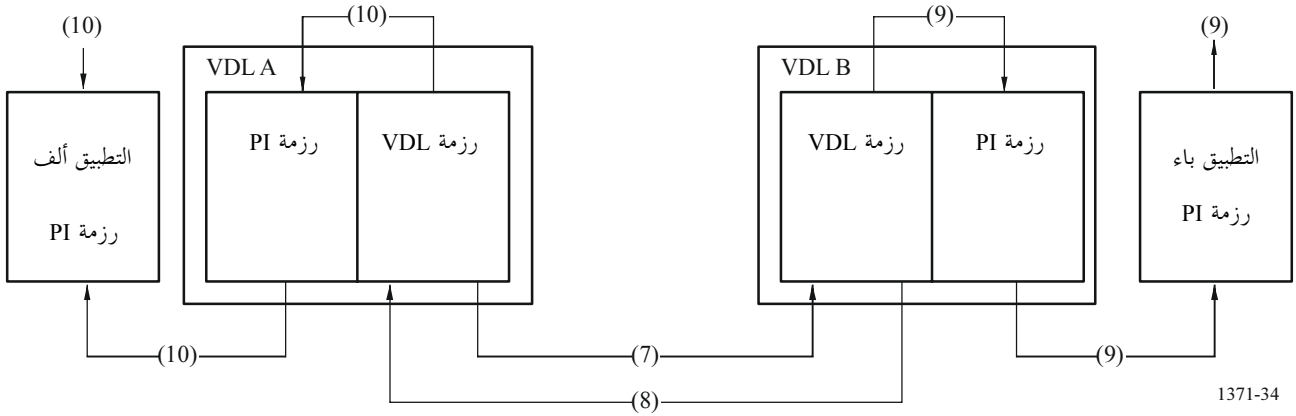 (10)
(9)
(10)
(9)
VDL A
VDL B
رزمة PI
رزمة VDL
رزمة VDL
رزمة PI
التطبيق ألف
رزمة PI
التطبيق باء
رزمة PI
(10)
(7)
(9)
(8)
1371-34